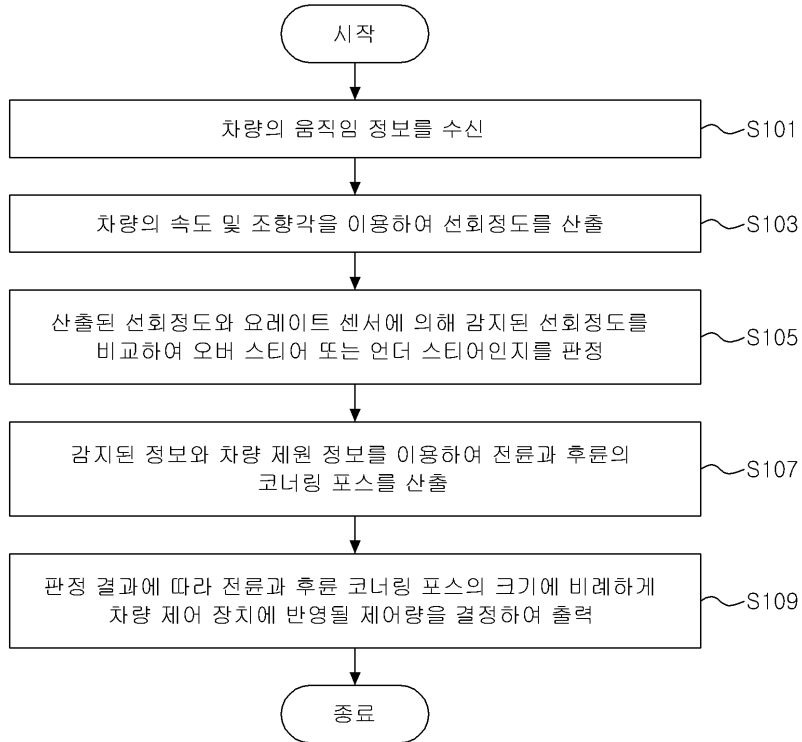 시작
차량의 움직임 정보를 수신
S101
차량의 속도 및 조향각을 이용하여 선회정도를 산출
S103
산출된 선회정도와 요레이트 센서에 의해 감지된 선회정도를
비교하여 오버 스티어 또는 언더 스티어인지를 판정
S105
감지된 정보와 차량 제원 정보를 이용하여 전륜과 후륜의
코너링 포스를 산출
S107
판정 결과에 따라 전륜과 후륜 코너링 포스의 크기에 비례하게
차량 제어 장치에 반영될 제어량을 결정하여 출력
S109
종료